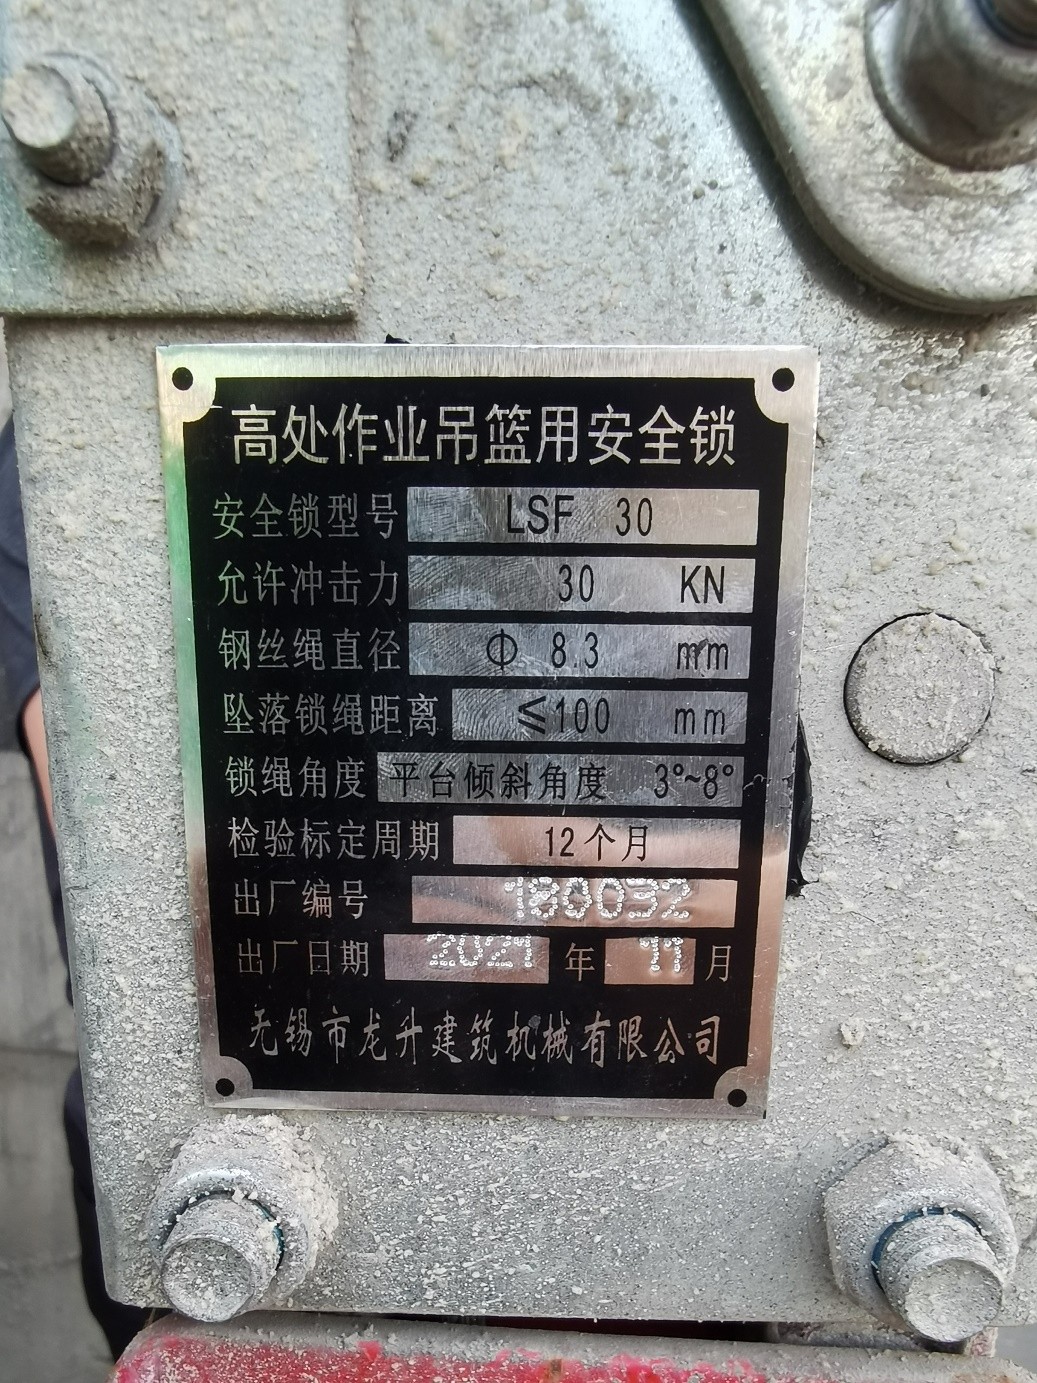 高处作业吊篮用安全锁
安全锁型号 LSF 30
允许冲击力 30 KN
钢丝绳直径 Φ 8.3 mm
坠落锁绳距离 ≤100 mm
锁绳角度 平台倾斜角度 3°~8°
检验标定周期 12个月
出厂编号 180032
出厂日期 2021 年 11 月
无锡市龙升建筑机械有限公司